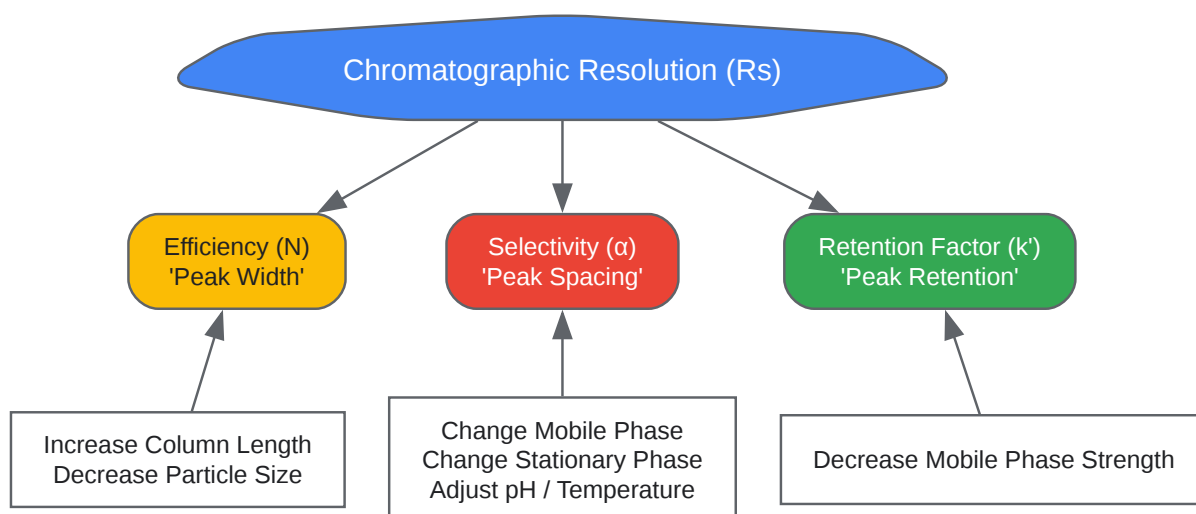 Chromatographic Resolution (Rs)
Efficiency (N)
'Peak Width'
Selectivity (α)
'Peak Spacing'
Retention Factor (k')
'Peak Retention'
Increase Column Length
Decrease Particle Size
Change Mobile Phase
Change Stationary Phase
Adjust pH / Temperature
Decrease Mobile Phase Strength